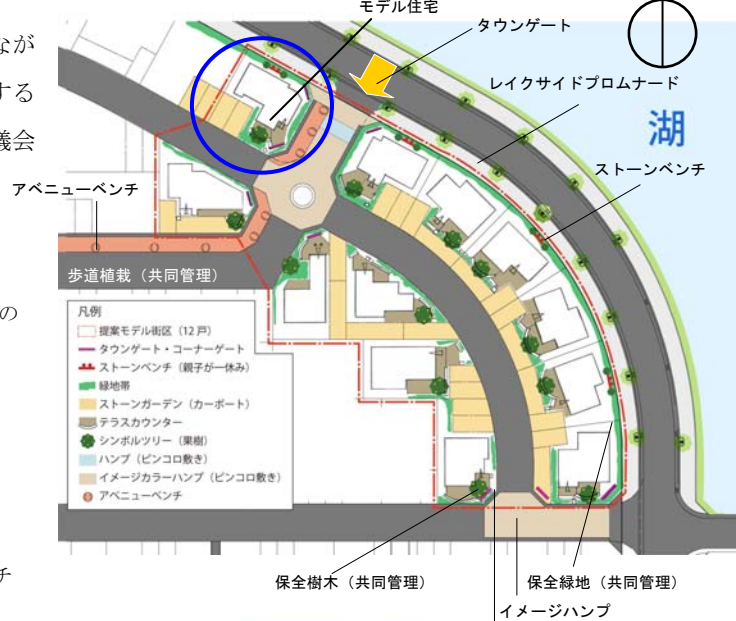 モデル住宅
タウンゲート
なが
する
議会
レイクサイドプロムナード
湖
ストーンベンチ
アベニューベンチ
歩道植栽（共同管理）
の
凡例
提案モデル街区（12戸）
タウンゲート・コーナーゲート
ストーンベンチ（親子が一休み）
緑地帯
ストーンガーデン（カーポート）
テラスカウンター
シンボルツリー（果樹）
ハンプ（ピンコロ敷き）
イメージカラーハンプ（ピンコロ敷き）
アベニューベンチ
チ
保全樹木（共同管理）
保全緑地（共同管理）
イメージハンプ